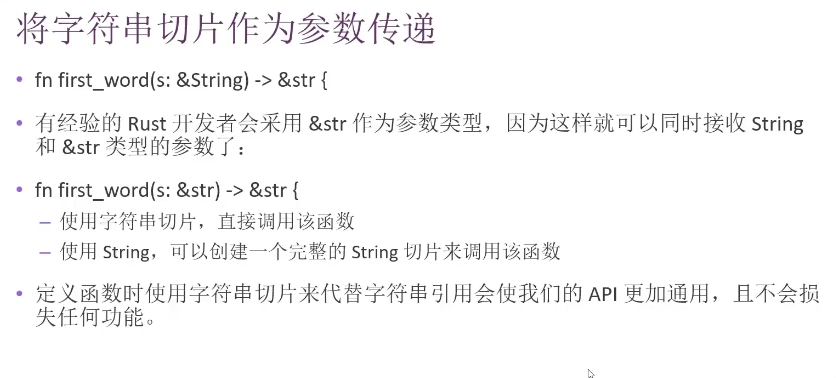 将字符串切片作为参数传递
• fn first_word(s: &String) -> &str {
• 有经验的 Rust 开发者会采用 &str 作为参数类型，因为这样就可以同时接收 String
和 &str 类型的参数了：
• fn first_word(s: &str) -> &str {
– 使用字符串切片，直接调用该函数
– 使用 String，可以创建一个完整的 String 切片来调用该函数
• 定义函数时使用字符串切片来代替字符串引用会使我们的 API 更加通用，且不会损
失任何功能。